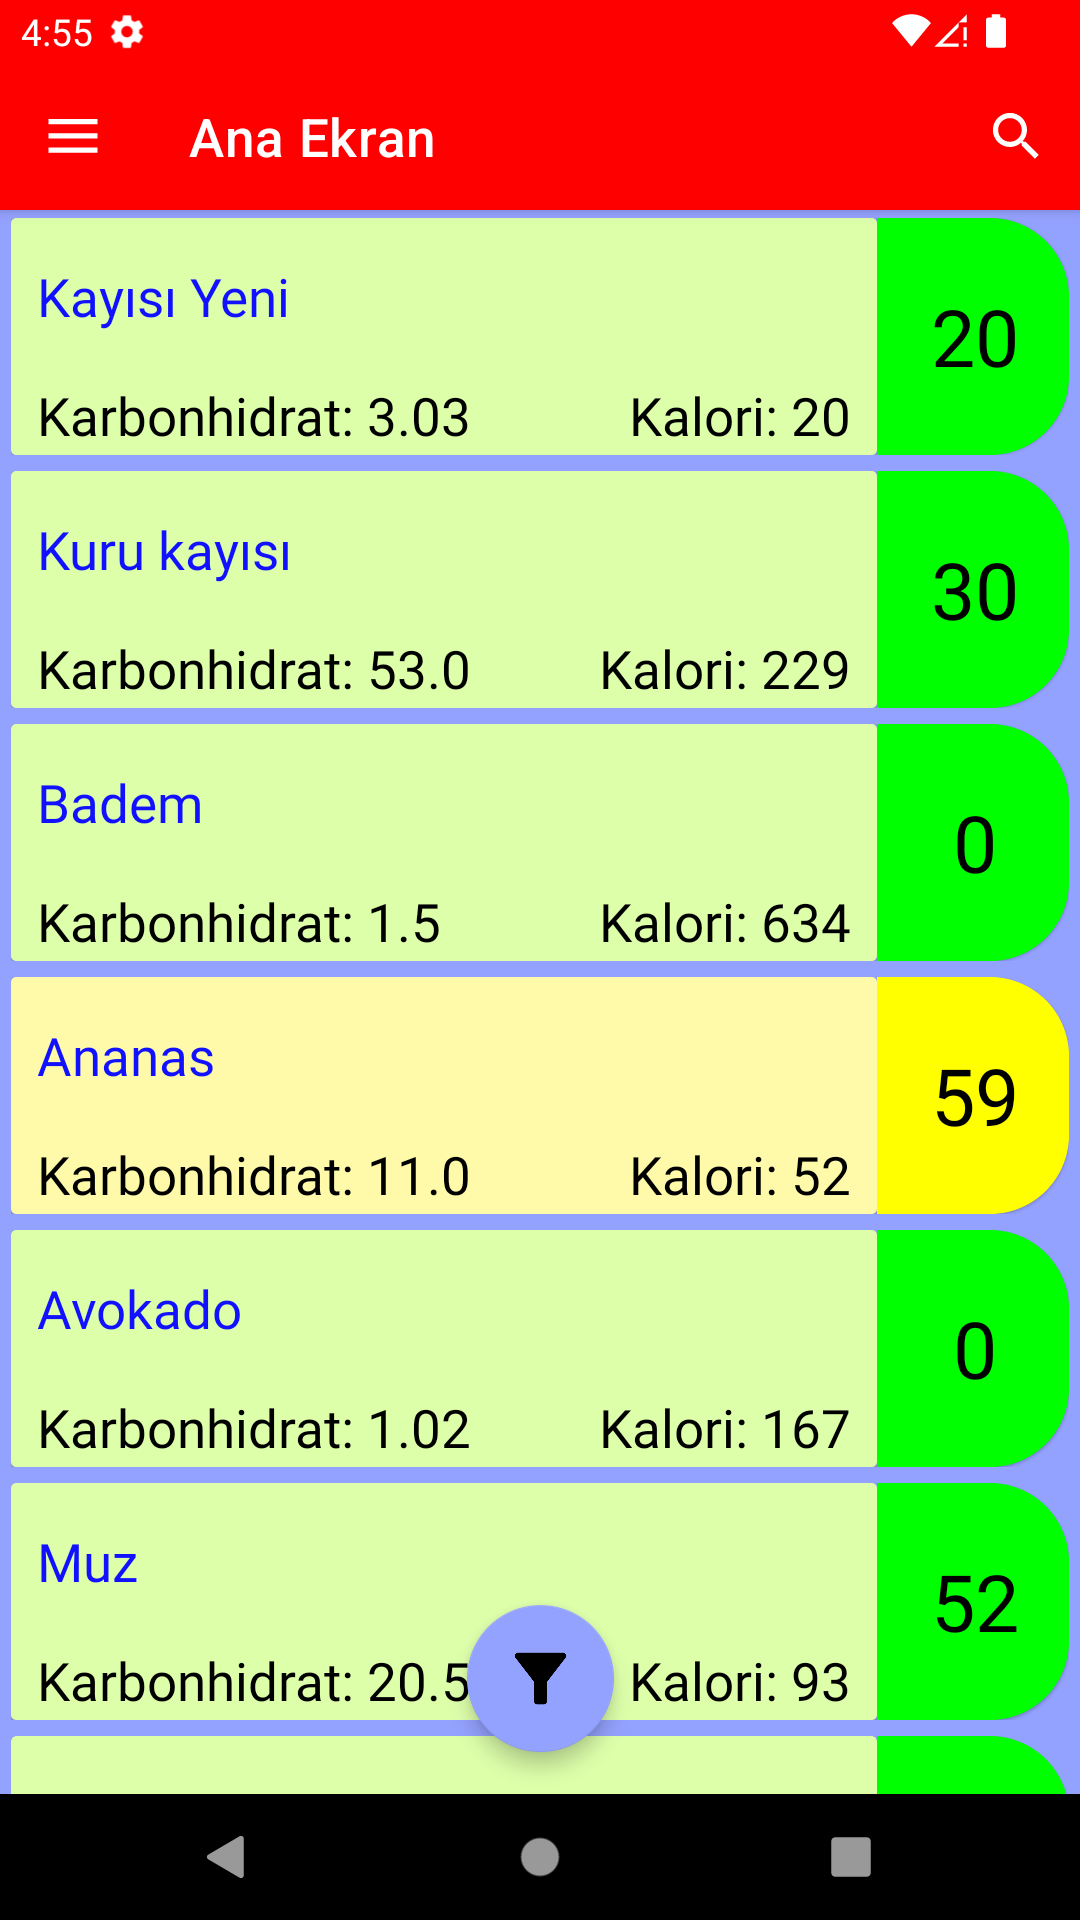 4:55
Ana Ekran
Kayısı Yeni
20
Karbonhidrat: 3.03 Kalori: 20
Kuru kayısı
30
Karbonhidrat: 53.0 Kalori: 229
Badem
0
Karbonhidrat: 1.5 Kalori: 634
Ananas
59
Karbonhidrat: 11.0 Kalori: 52
Avokado
0
Karbonhidrat: 1.02 Kalori: 167
Muz
52
Karbonhidrat: 20.5 Kalori: 93